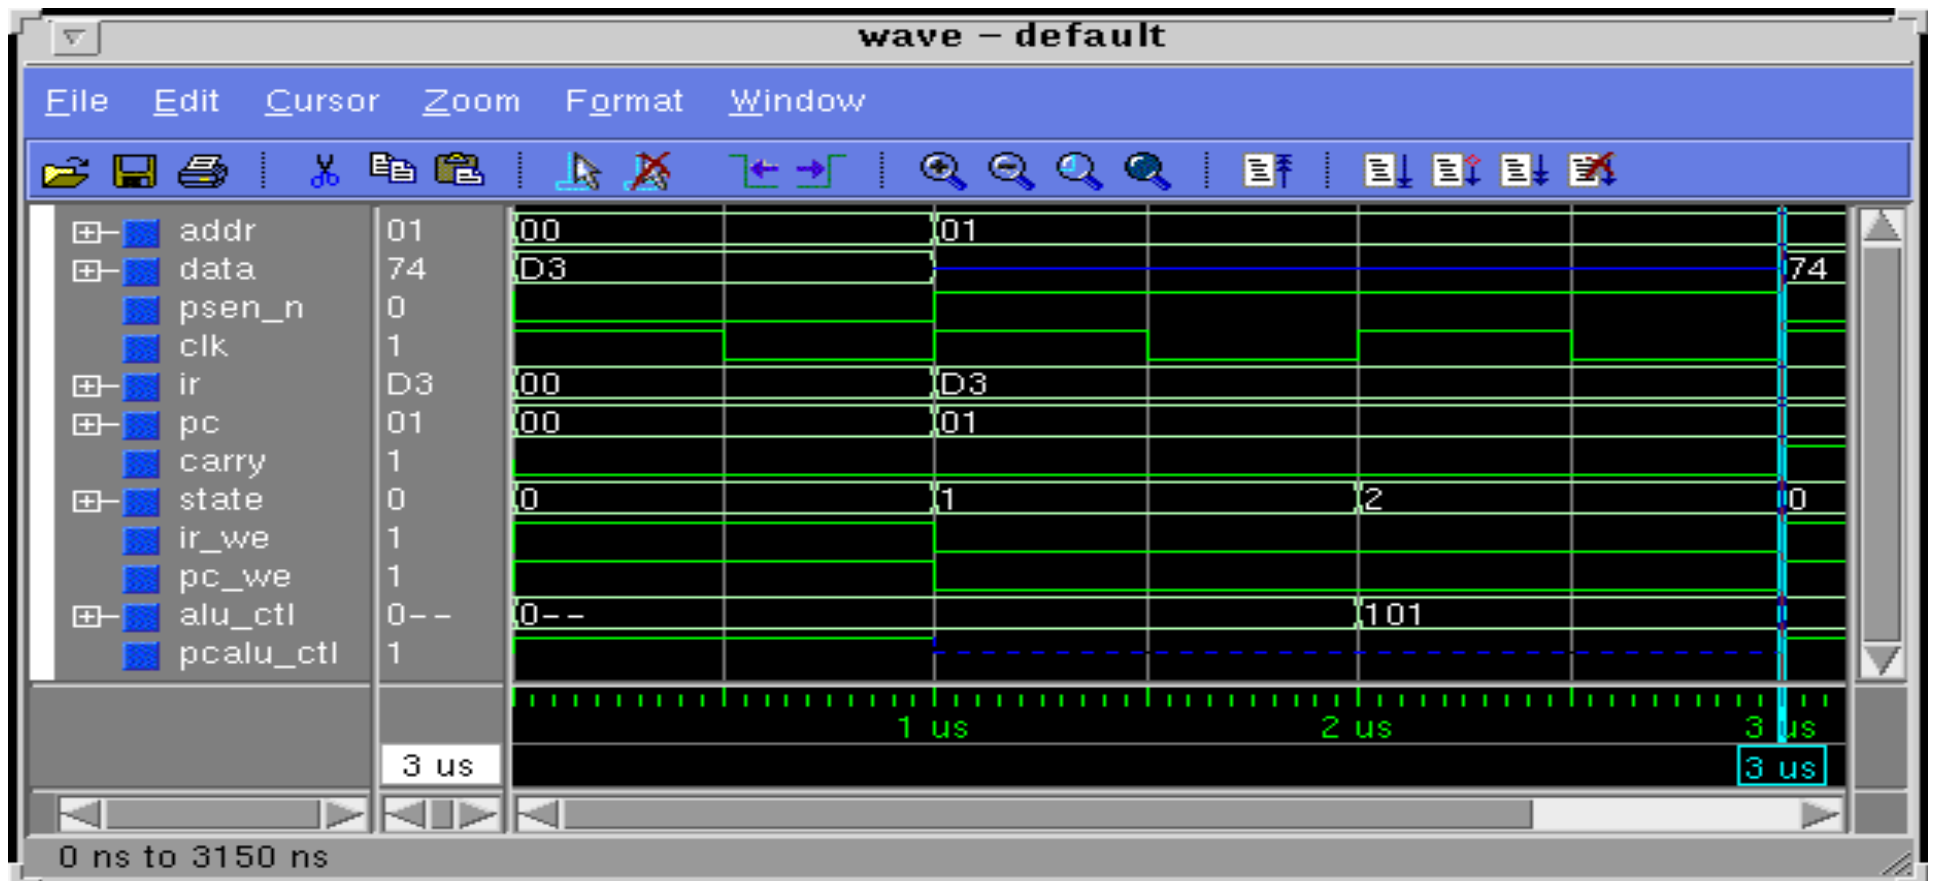 wave – default
File Edit Cursor Zoom Format Window
addr 01 00 01
data 74 D3 74
psen_n 0
clk 1
ir D3 00 D3
pc 01 00 01
carry 1
state 0 0 1 2 0
ir_we 1
pc_we 1
alu_ctl 0-- 0-- 101
pcalu_ctl 1
1 us 2 us 3 us
3 us 3 us
0 ns to 3150 ns